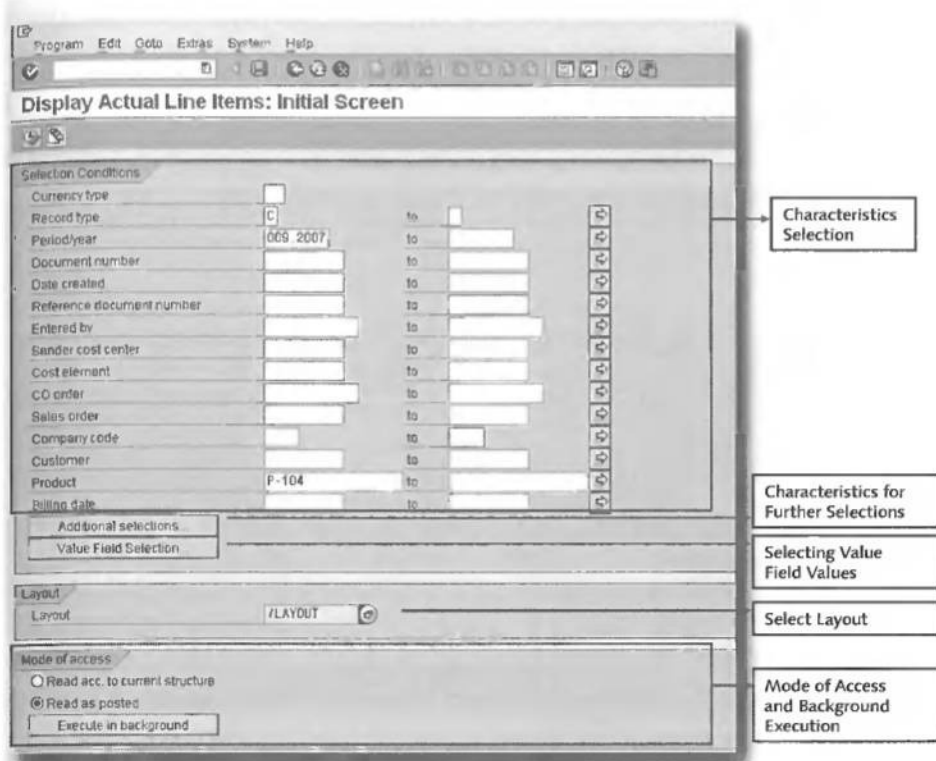 Program Edit Goto Extras System Help
Display Actual Line Items: Initial Screen
Selection Conditions
Currency type
Record type C to
Period/year 009.2007 to
Document number to
Date created to
Reference document number to
Entered by to
Sender cost center to
Cost element to
CO order to
Sales order to
Company code to
Customer to
Product P-104 to
Billing date to
Additional selections...
Value Field Selection...
Layout
Layout /LAYOUT
Mode of access
Read acc. to current structure
Read as posted
Execute in background
Characteristics
Selection
Characteristics for
Further Selections
Selecting Value
Field Values
Select Layout
Mode of Access
and Background
Execution